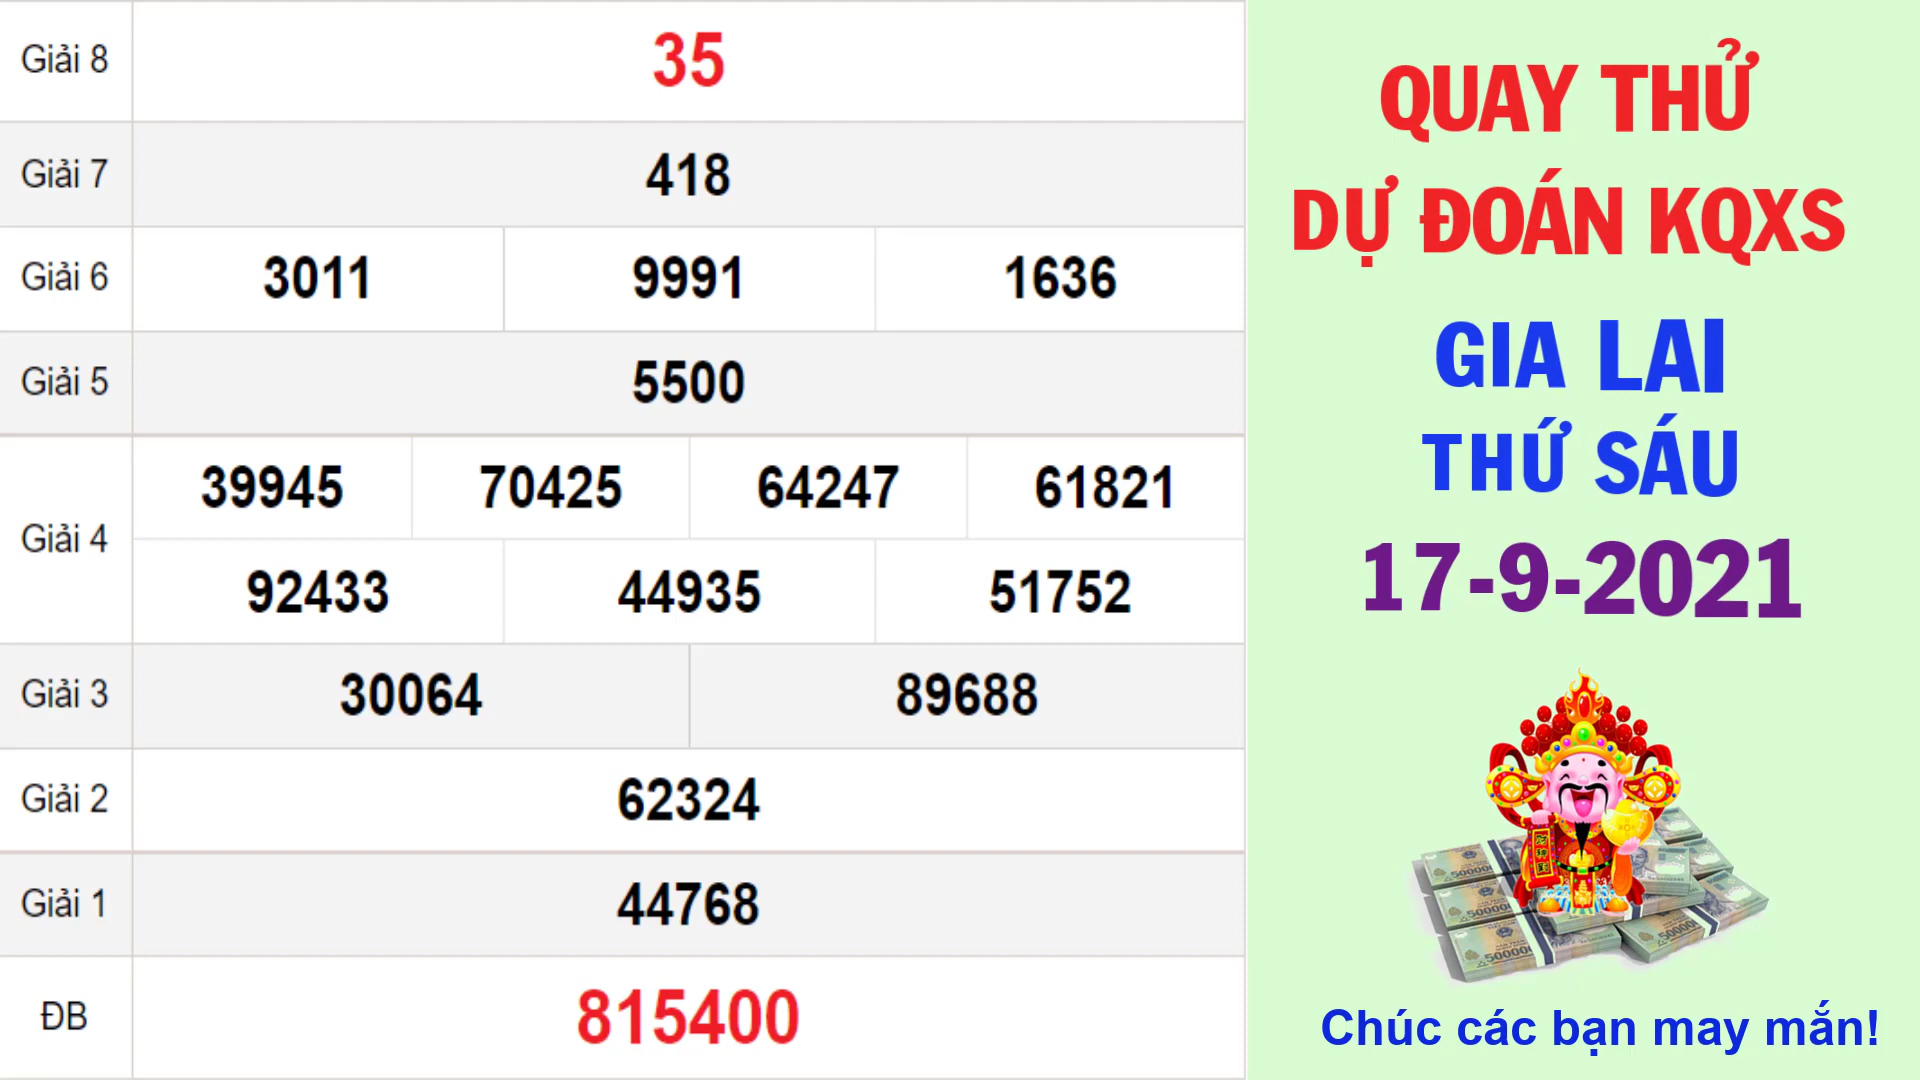 Giải 8 35
Giải 7 418
Giải 6 3011 9991 1636
Giải 5 5500
Giải 4 39945 70425 64247 61821
92433 44935 51752
Giải 3 30064 89688
Giải 2 62324
Giải 1 44768
ĐB 815400
QUAY THỬ
DỰ ĐOÁN KQXS
GIA LAI
THỨ SÁU
17-9-2021
Chúc các bạn may mắn!